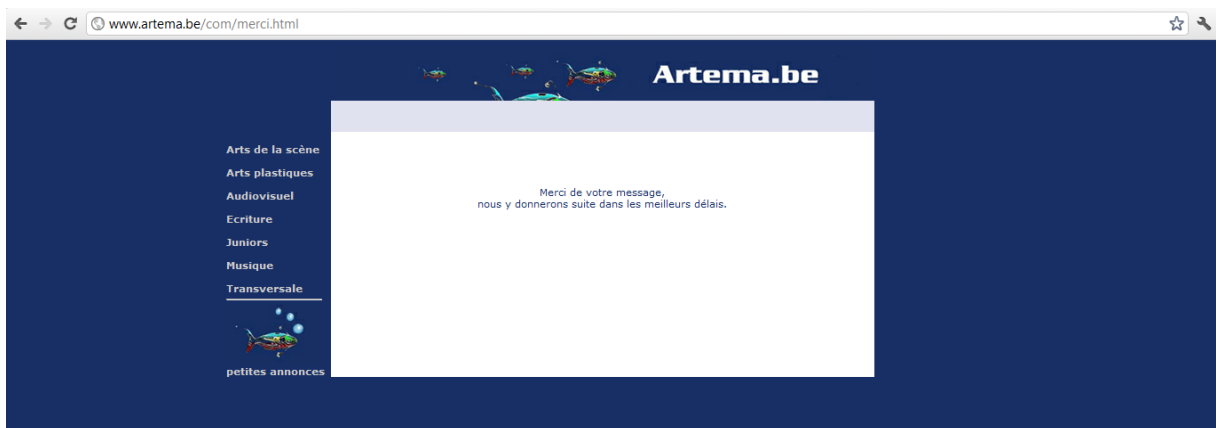 www.artema.be/com/merci.html
Artema.be
Arts de la scène
Arts plastiques
Audiovisuel
Ecriture
Juniors
Musique
Transversale
petites annonces
Merci de votre message,
nous y donnerons suite dans les meilleurs délais.